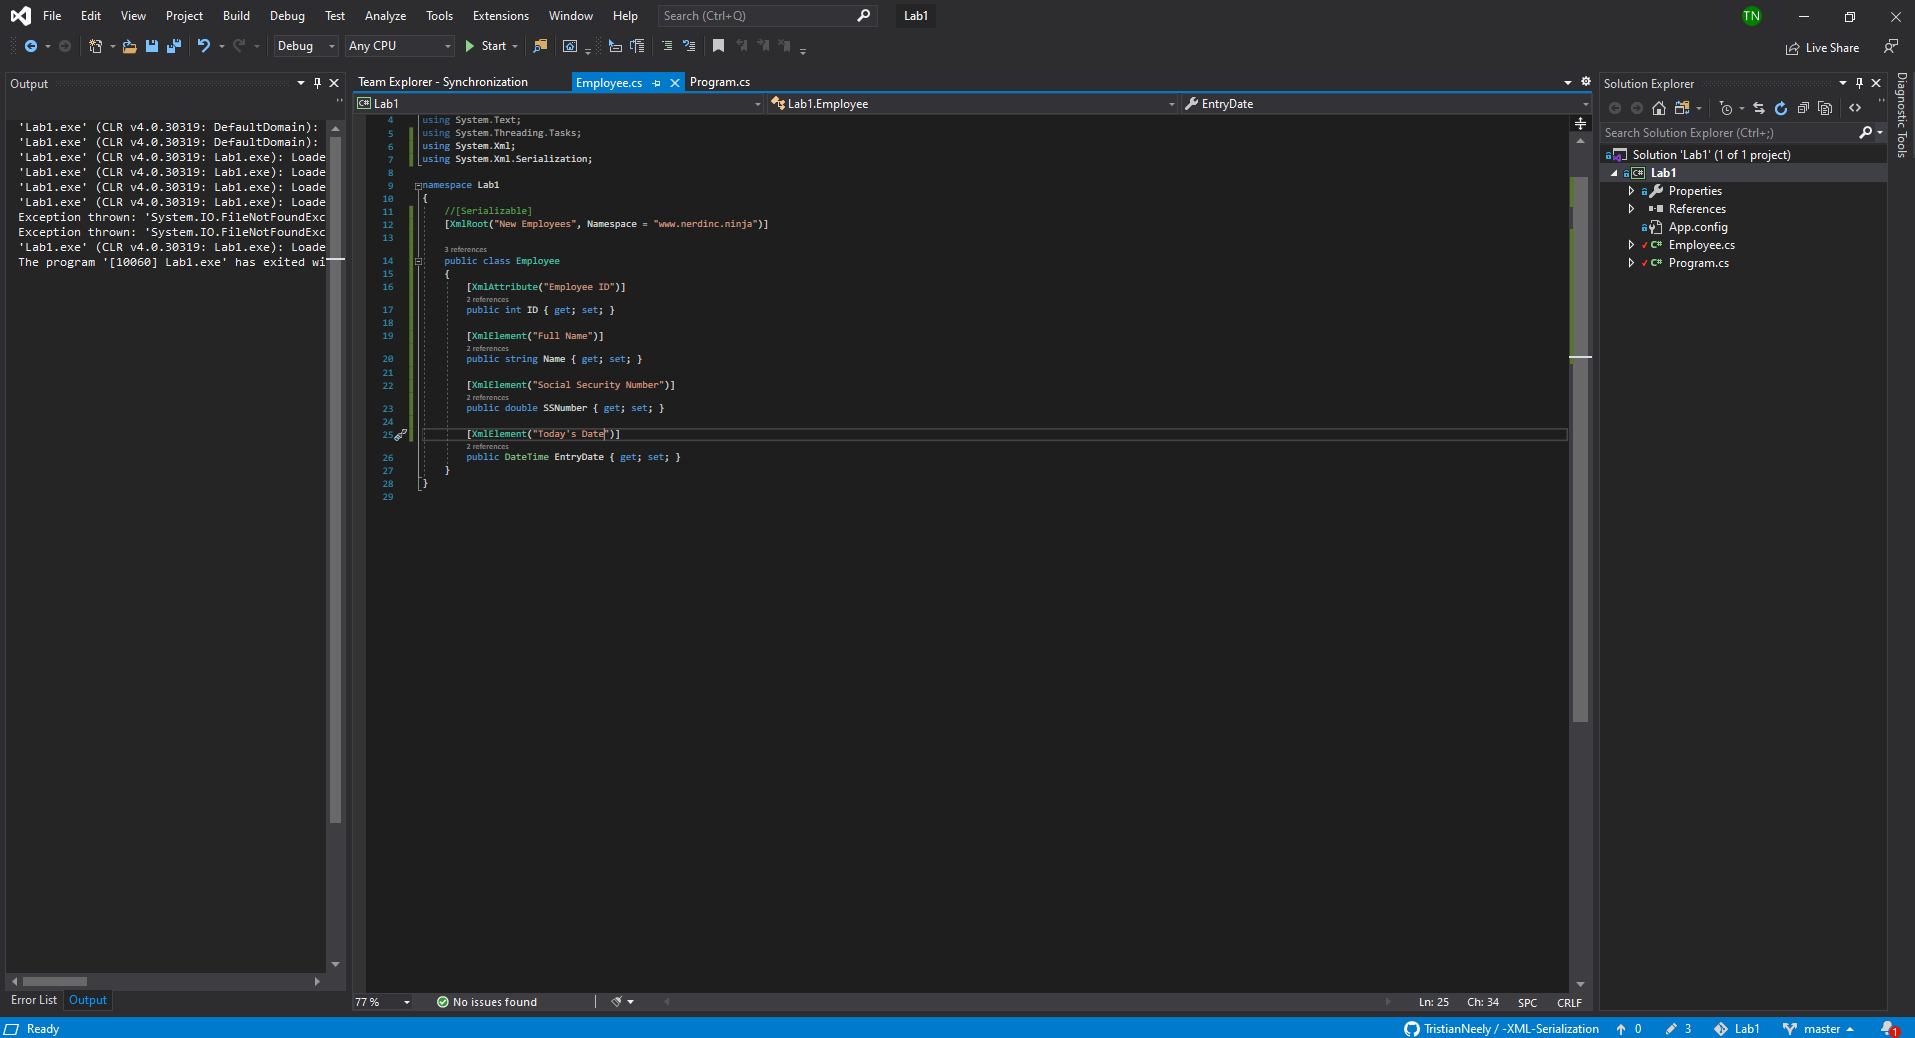 File Edit View Project Build Debug Test Analyze Tools Extensions Window Help Search (Ctrl+Q) Lab1 TN
Debug Any CPU Start Live Share
Output
'Lab1.exe' (CLR v4.0.30319: DefaultDomain):
'Lab1.exe' (CLR v4.0.30319: DefaultDomain):
'Lab1.exe' (CLR v4.0.30319: Lab1.exe): Loade
'Lab1.exe' (CLR v4.0.30319: Lab1.exe): Loade
'Lab1.exe' (CLR v4.0.30319: Lab1.exe): Loade
'Lab1.exe' (CLR v4.0.30319: Lab1.exe): Loade
Exception thrown: 'System.IO.FileNotFoundExc
Exception thrown: 'System.IO.FileNotFoundExc
'Lab1.exe' (CLR v4.0.30319: Lab1.exe): Loade
The program '[10060] Lab1.exe' has exited wi
Error List Output
Team Explorer - Synchronization Employee.cs Program.cs
C# Lab1 Lab1.Employee EntryDate
4 using System.Text;
5 using System.Threading.Tasks;
6 using System.Xml;
7 using System.Xml.Serialization;
8
9 namespace Lab1
10 {
11 //[Serializable]
12 [XmlRoot("New Employees", Namespace = "www.nerdinc.ninja")]
13
3 references
14 public class Employee
15 {
16 [XmlAttribute("Employee ID")]
2 references
17 public int ID { get; set; }
18
19 [XmlElement("Full Name")]
2 references
20 public string Name { get; set; }
21
22 [XmlElement("Social Security Number")]
2 references
23 public double SSNumber { get; set; }
24
25 [XmlElement("Today's Date")]
2 references
26 public DateTime EntryDate { get; set; }
27 }
28 }
29
77 % No issues found Ln: 25 Ch: 34 SPC CRLF
Solution Explorer
Search Solution Explorer (Ctrl+;)
Solution 'Lab1' (1 of 1 project)
C# Lab1
Properties
References
App.config
C# Employee.cs
C# Program.cs
Diagnostic Tools
Ready TristianNeely / -XML-Serialization 0 3 Lab1 master 1